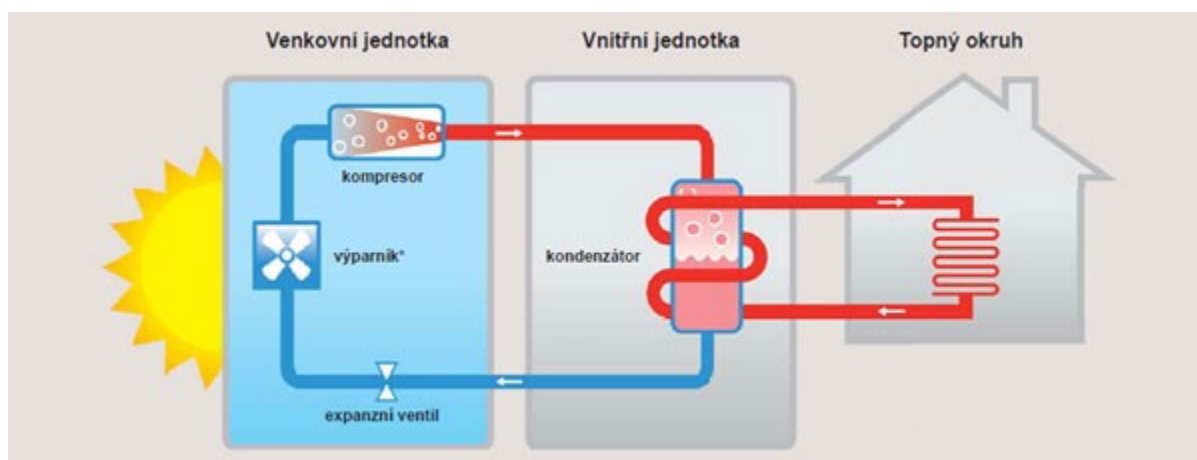 Venkovní jednotka
Vnitřní jednotka
Topný okruh
kompresor
výparník*
kondenzátor
expanzní ventil